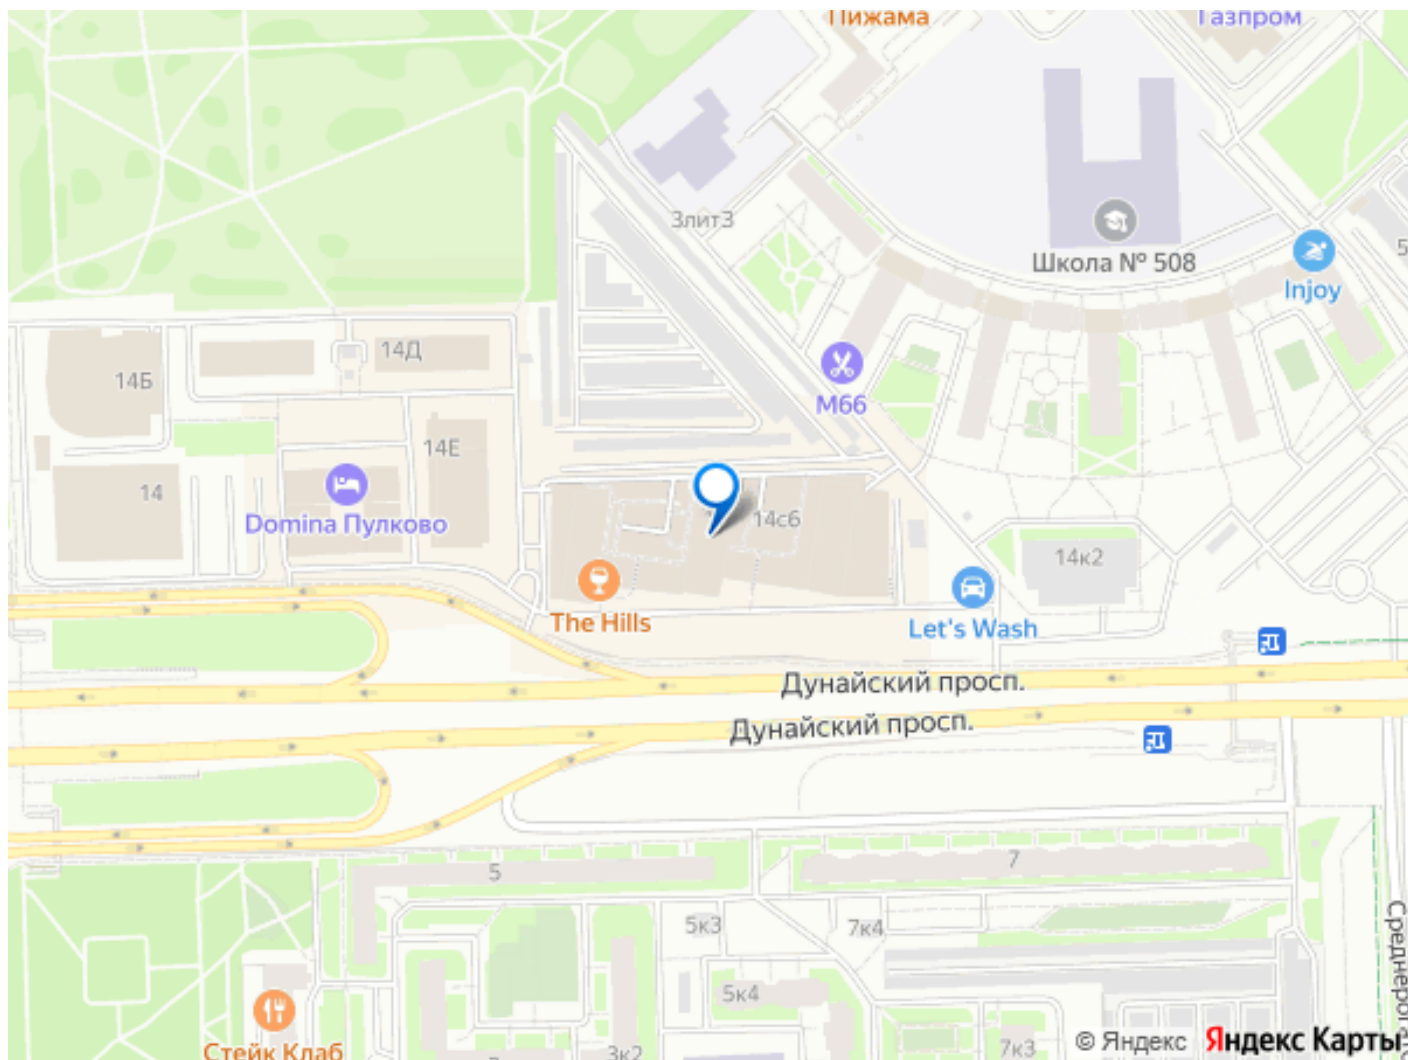 Пижама
Газпром
3лит3
Школа № 508
Injoy
14Д
14Б
М66
14Е
14
Domina Пулково
14с6
14к2
The Hills
Let's Wash
Дунайский просп.
Дунайский просп.
5
7
5к3
7к4
5к4
Стейк Клаб
3к2
7к3
© Яндекс
Яндекс Карты